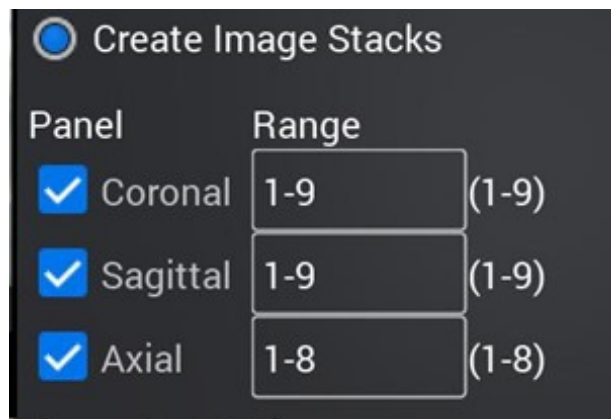 Create Image Stacks
Panel Range
Coronal 1-9 (1-9)
Sagittal 1-9 (1-9)
Axial 1-8 (1-8)